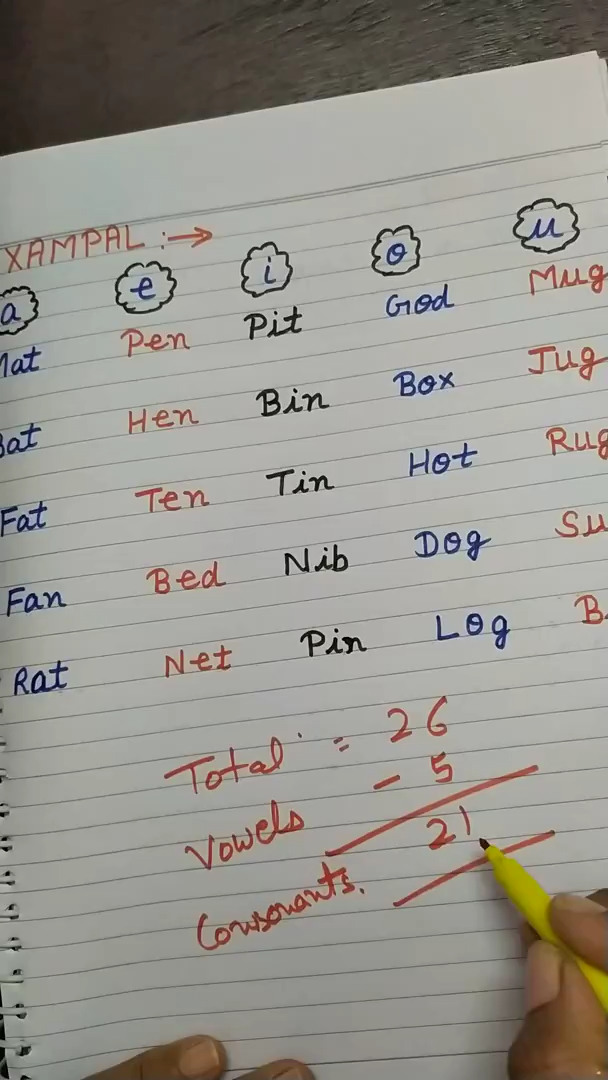 XAMPAL :→
a e i o u
Mat Pen Pit God Mug
Bat Hen Bin Box Jug
Fat Ten Tin Hot Rug
Fan Bed Nib Dog Su
Rat Net Pin Log B
Total = 26
Vowels - 5
Consonants. 21